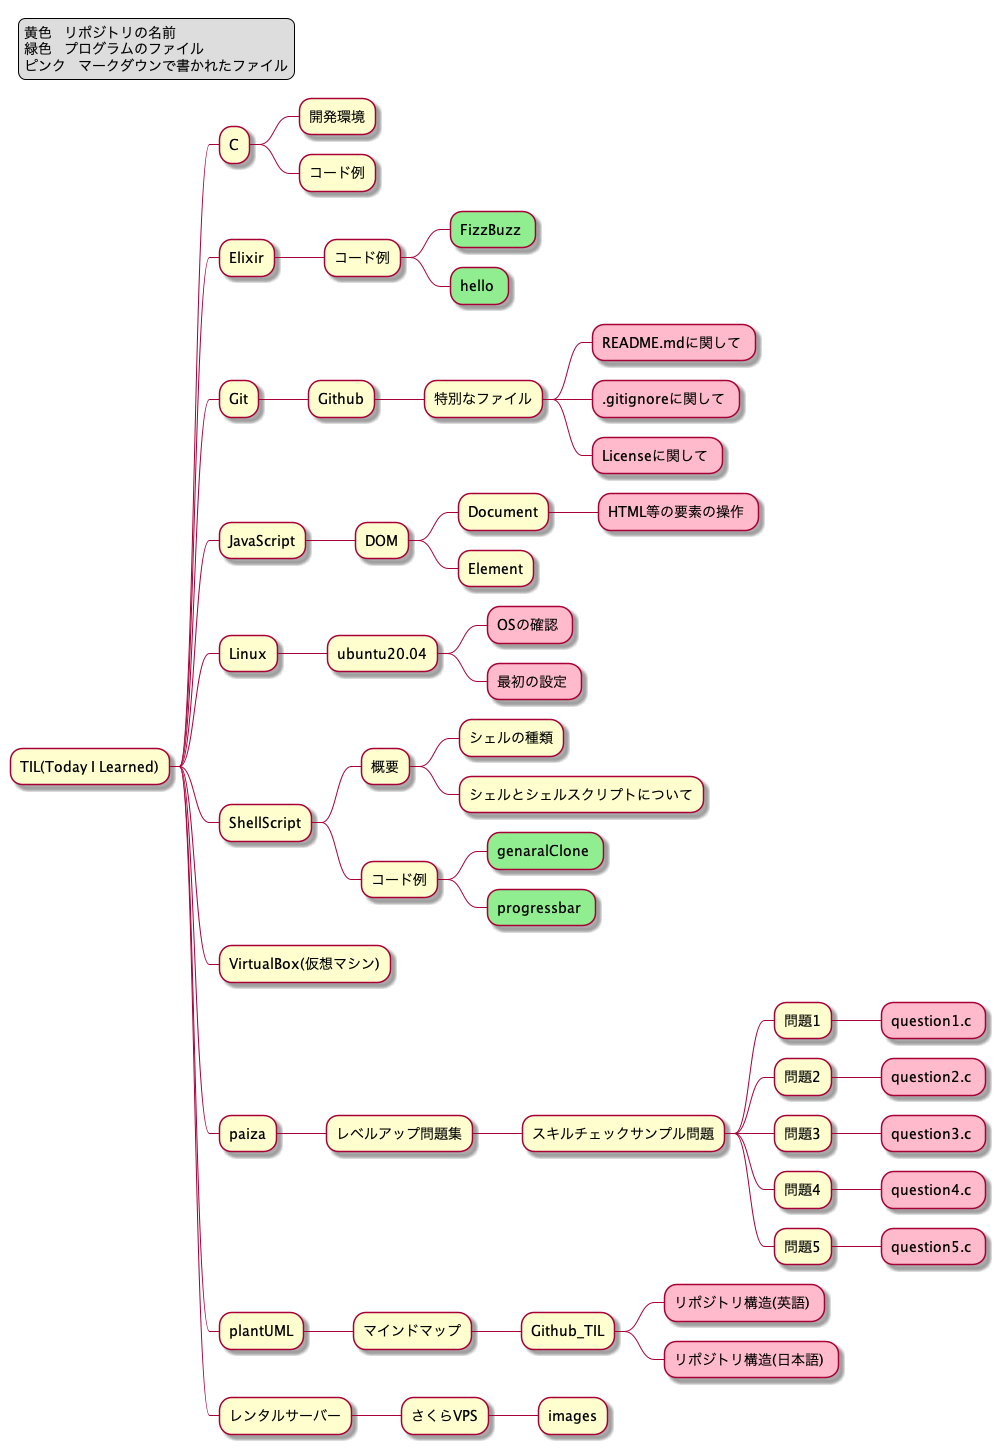 黄色　リポジトリの名前
緑色　プログラムのファイル
ピンク　マークダウンで書かれたファイル
TIL(Today I Learned)
C
開発環境
コード例
Elixir
コード例
FizzBuzz
hello
Git
Github
特別なファイル
README.mdに関して
.gitignoreに関して
Licenseに関して
JavaScript
DOM
Document
HTML等の要素の操作
Element
Linux
ubuntu20.04
OSの確認
最初の設定
ShellScript
概要
シェルの種類
シェルとシェルスクリプトについて
コード例
genaralClone
progressbar
VirtualBox(仮想マシン)
paiza
レベルアップ問題集
スキルチェックサンプル問題
問題1
question1.c
問題2
question2.c
問題3
question3.c
問題4
question4.c
問題5
question5.c
plantUML
マインドマップ
Github_TIL
リポジトリ構造(英語)
リポジトリ構造(日本語)
レンタルサーバー
さくらVPS
images